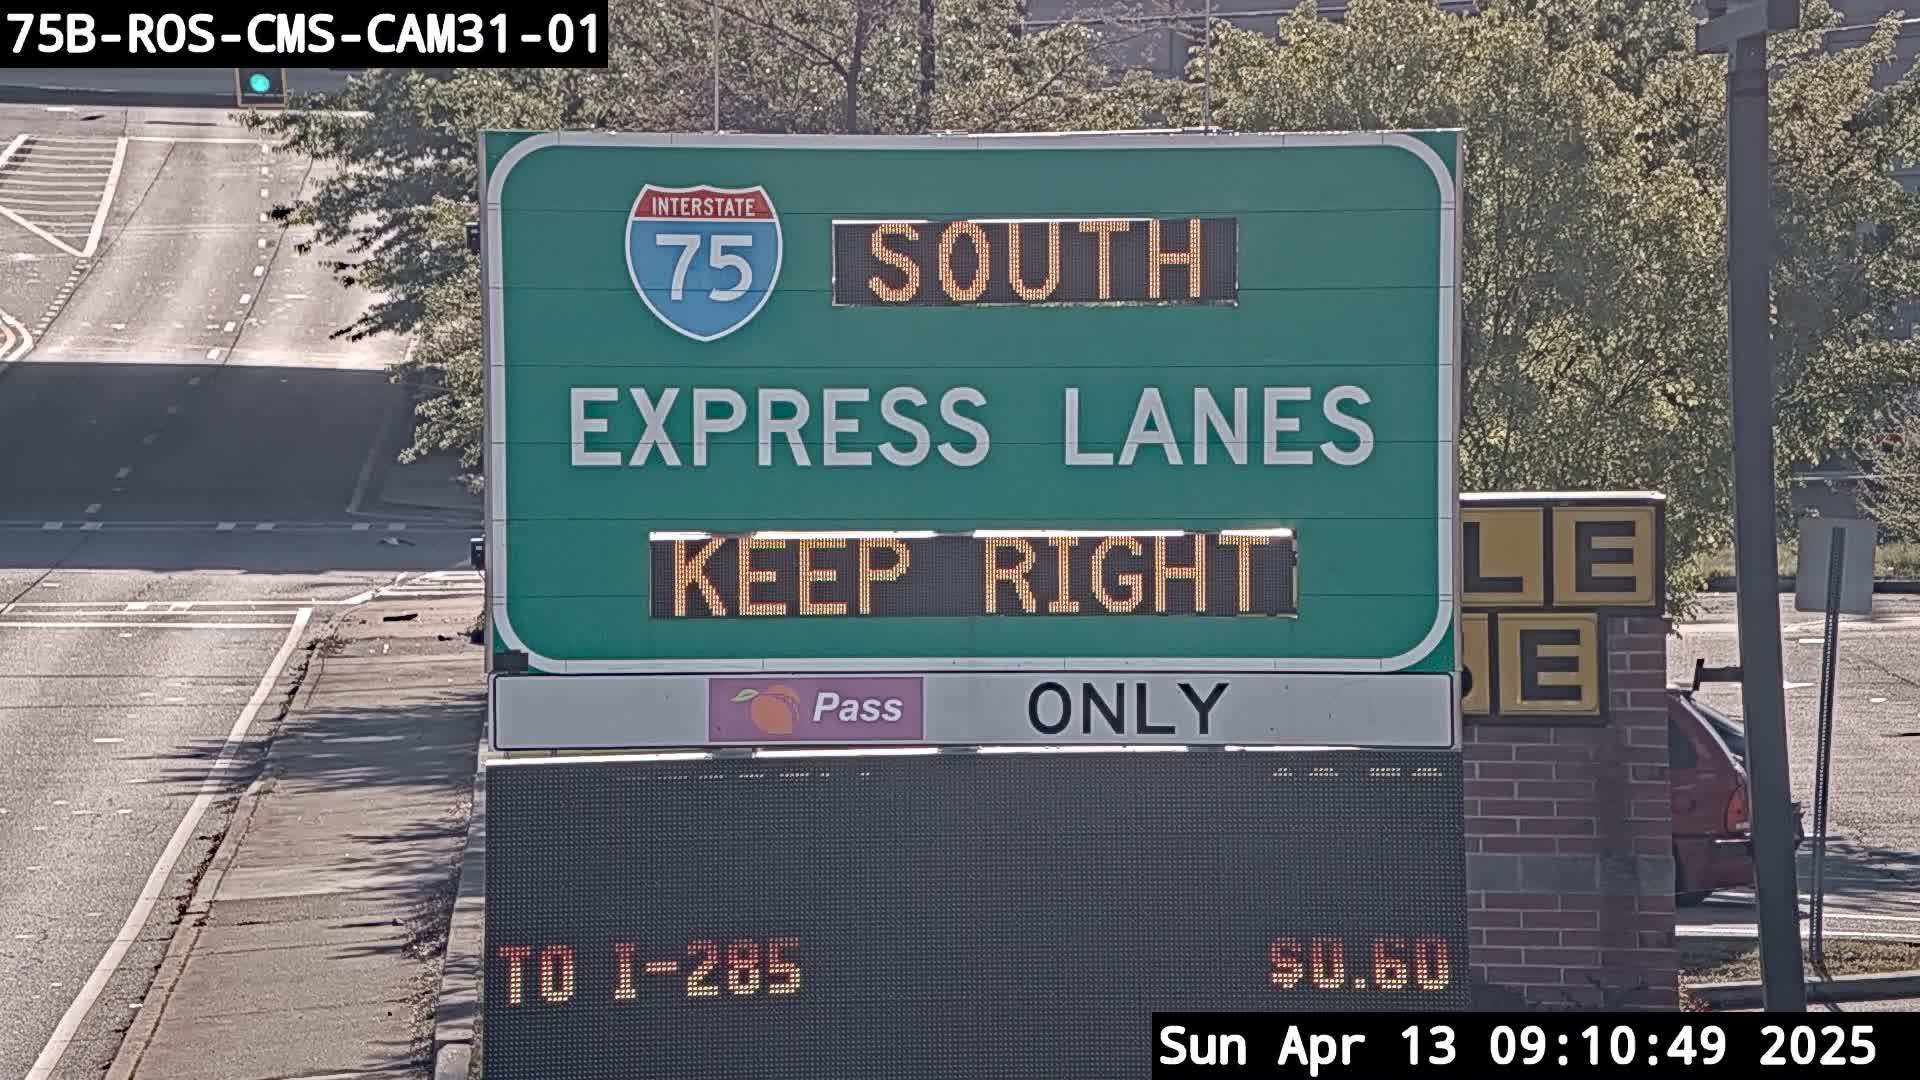 75B-ROS-CMS-CAM31-01
INTERSTATE
75
SOUTH
EXPRESS LANES
KEEP RIGHT
LE
E
Pass ONLY
TO I-285 $0.60
Sun Apr 13 09:10:49 2025